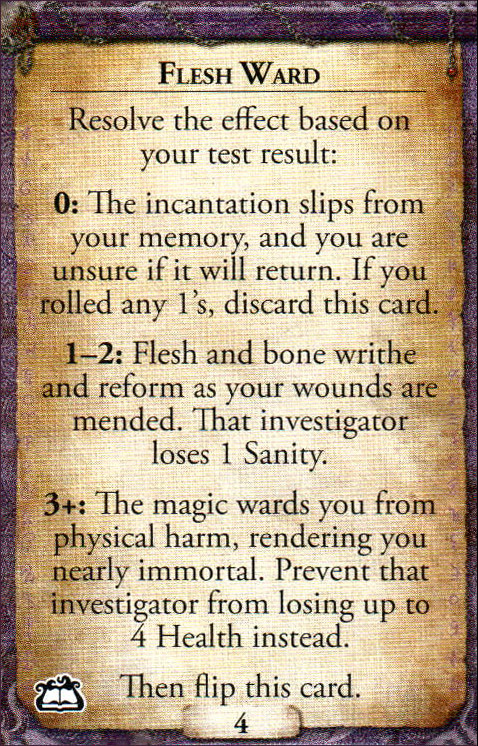 Flesh Ward
Resolve the effect based on
your test result:
0: The incantation slips from
your memory, and you are
unsure if it will return. If you
rolled any 1's, discard this card.
1–2: Flesh and bone writhe
and reform as your wounds are
mended. That investigator
loses 1 Sanity.
3+: The magic wards you from
physical harm, rendering you
nearly immortal. Prevent that
investigator from losing up to
4 Health instead.
Then flip this card.
4